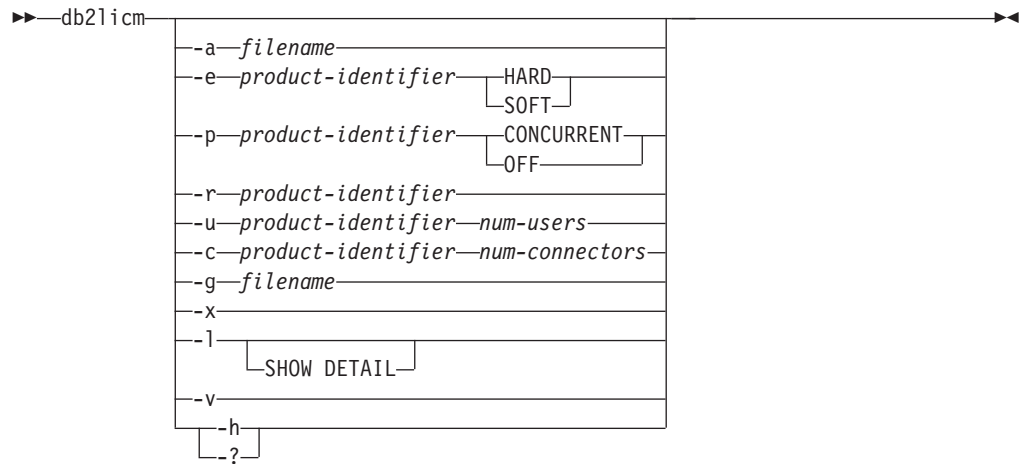 db2licm
-a filename
-e product-identifier HARD
SOFT
-p product-identifier CONCURRENT
OFF
-r product-identifier
-u product-identifier num-users
-c product-identifier num-connectors
-g filename
-x
-l
SHOW DETAIL
-v
-h
-?